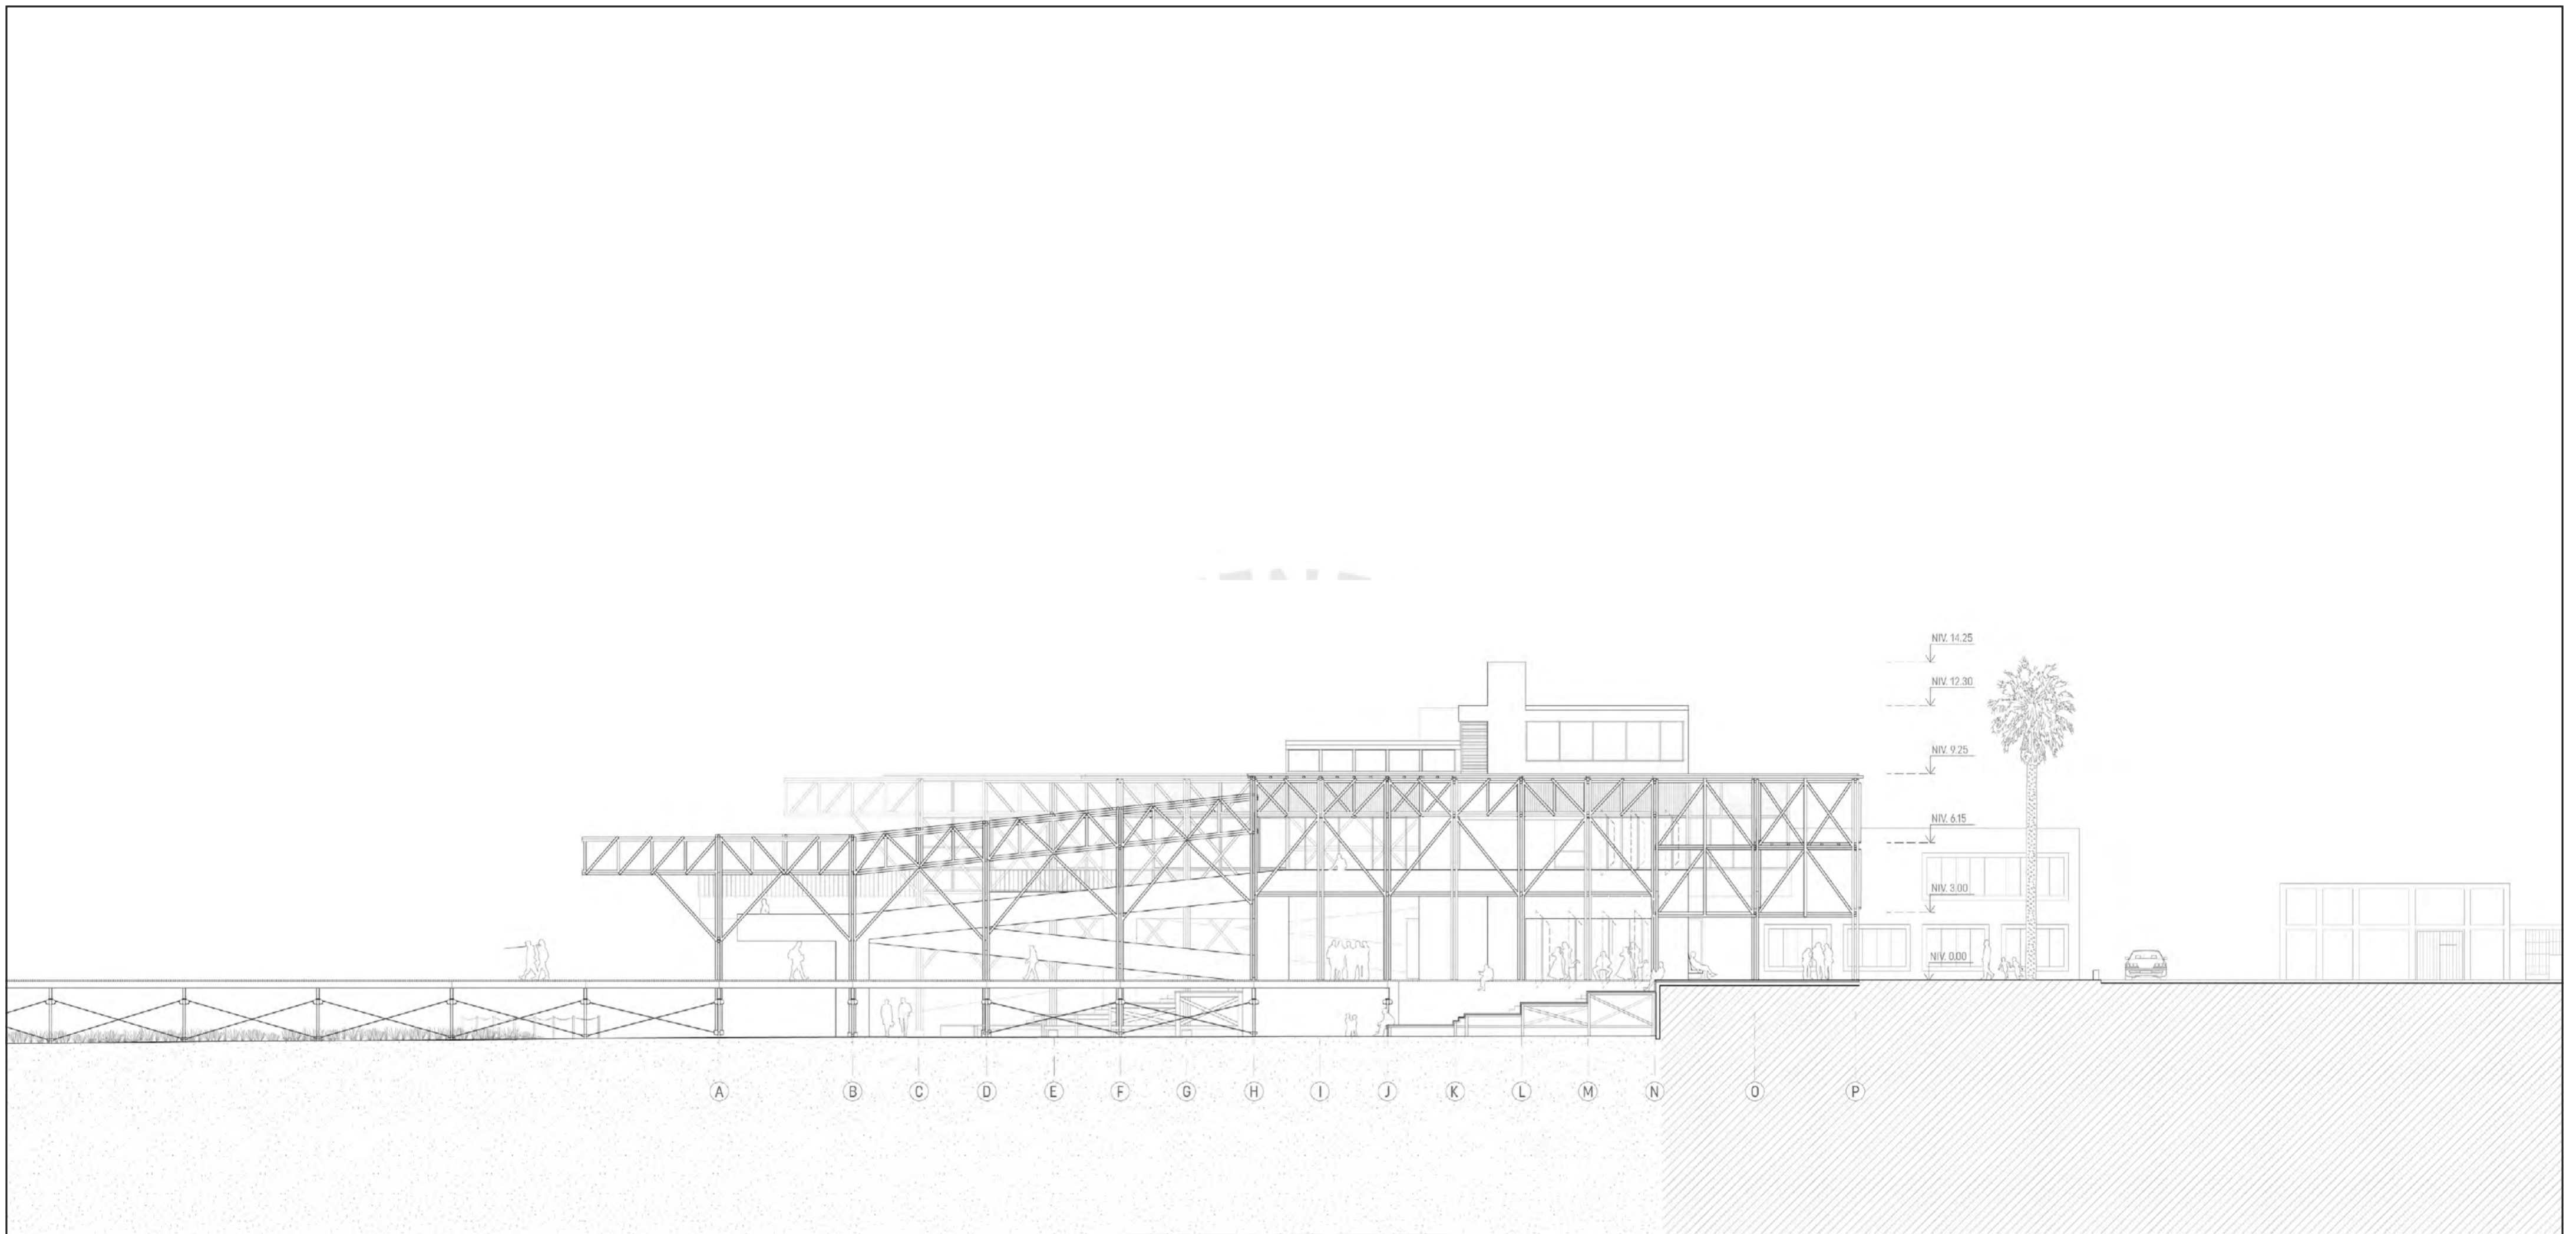 NIV. 14.25
NIV. 12.30
NIV. 9.25
NIV. 6.15
NIV. 3.00
NIV. 0.00
A B C D E F G H I J K L M N O P